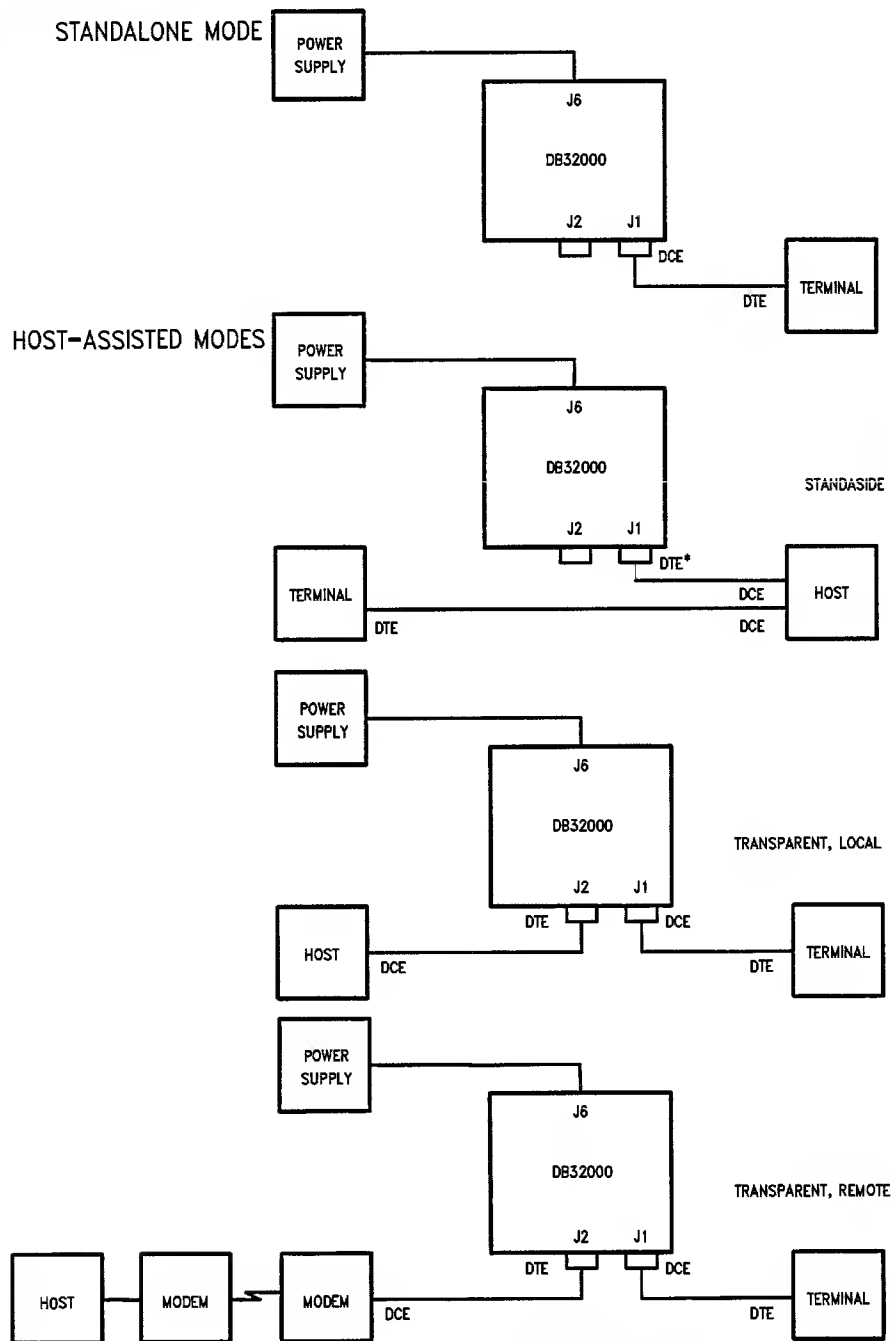 STANDALONE MODE
POWER
SUPPLY
J6
DB32000
J2 J1
DCE
DTE
TERMINAL
HOST-ASSISTED MODES
POWER
SUPPLY
J6
DB32000
STANDASIDE
J2 J1
DTE*
TERMINAL
DCE
HOST
DTE
DCE
POWER
SUPPLY
J6
DB32000
TRANSPARENT, LOCAL
J2 J1
DTE
DCE
HOST
DCE
DTE
TERMINAL
POWER
SUPPLY
J6
DB32000
TRANSPARENT, REMOTE
J2 J1
DTE
DCE
HOST
MODEM
MODEM
DCE
DTE
TERMINAL